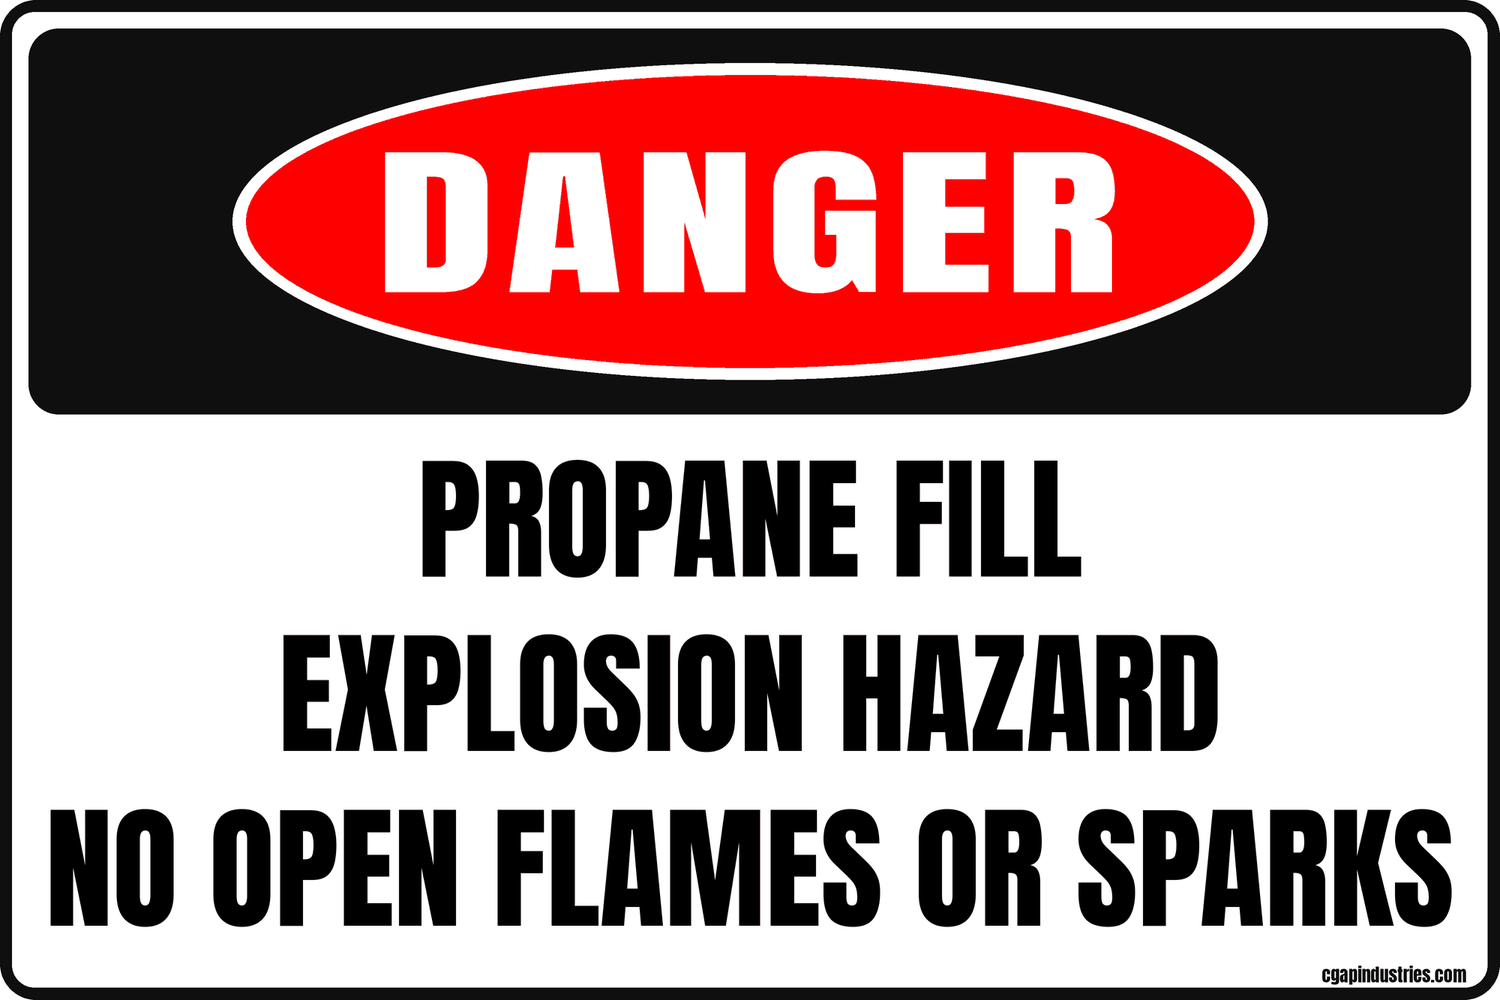 DANGER
PROPANE FILL
EXPLOSION HAZARD
NO OPEN FLAMES OR SPARKS
cgapindustries.com